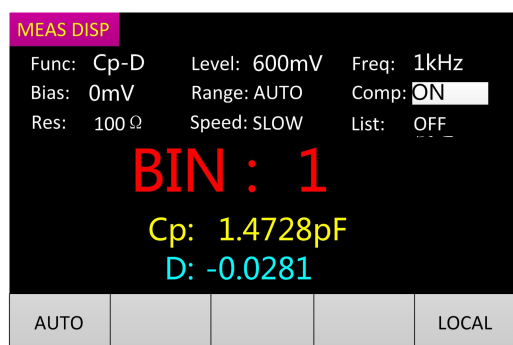 MEAS DISP
Func: Cp-D Level: 600mV Freq: 1kHz
Bias: 0mV Range: AUTO Comp: ON
Res: 100 Ω Speed: SLOW List: OFF
BIN : 1
Cp: 1.4728pF
D: -0.0281
AUTO LOCAL